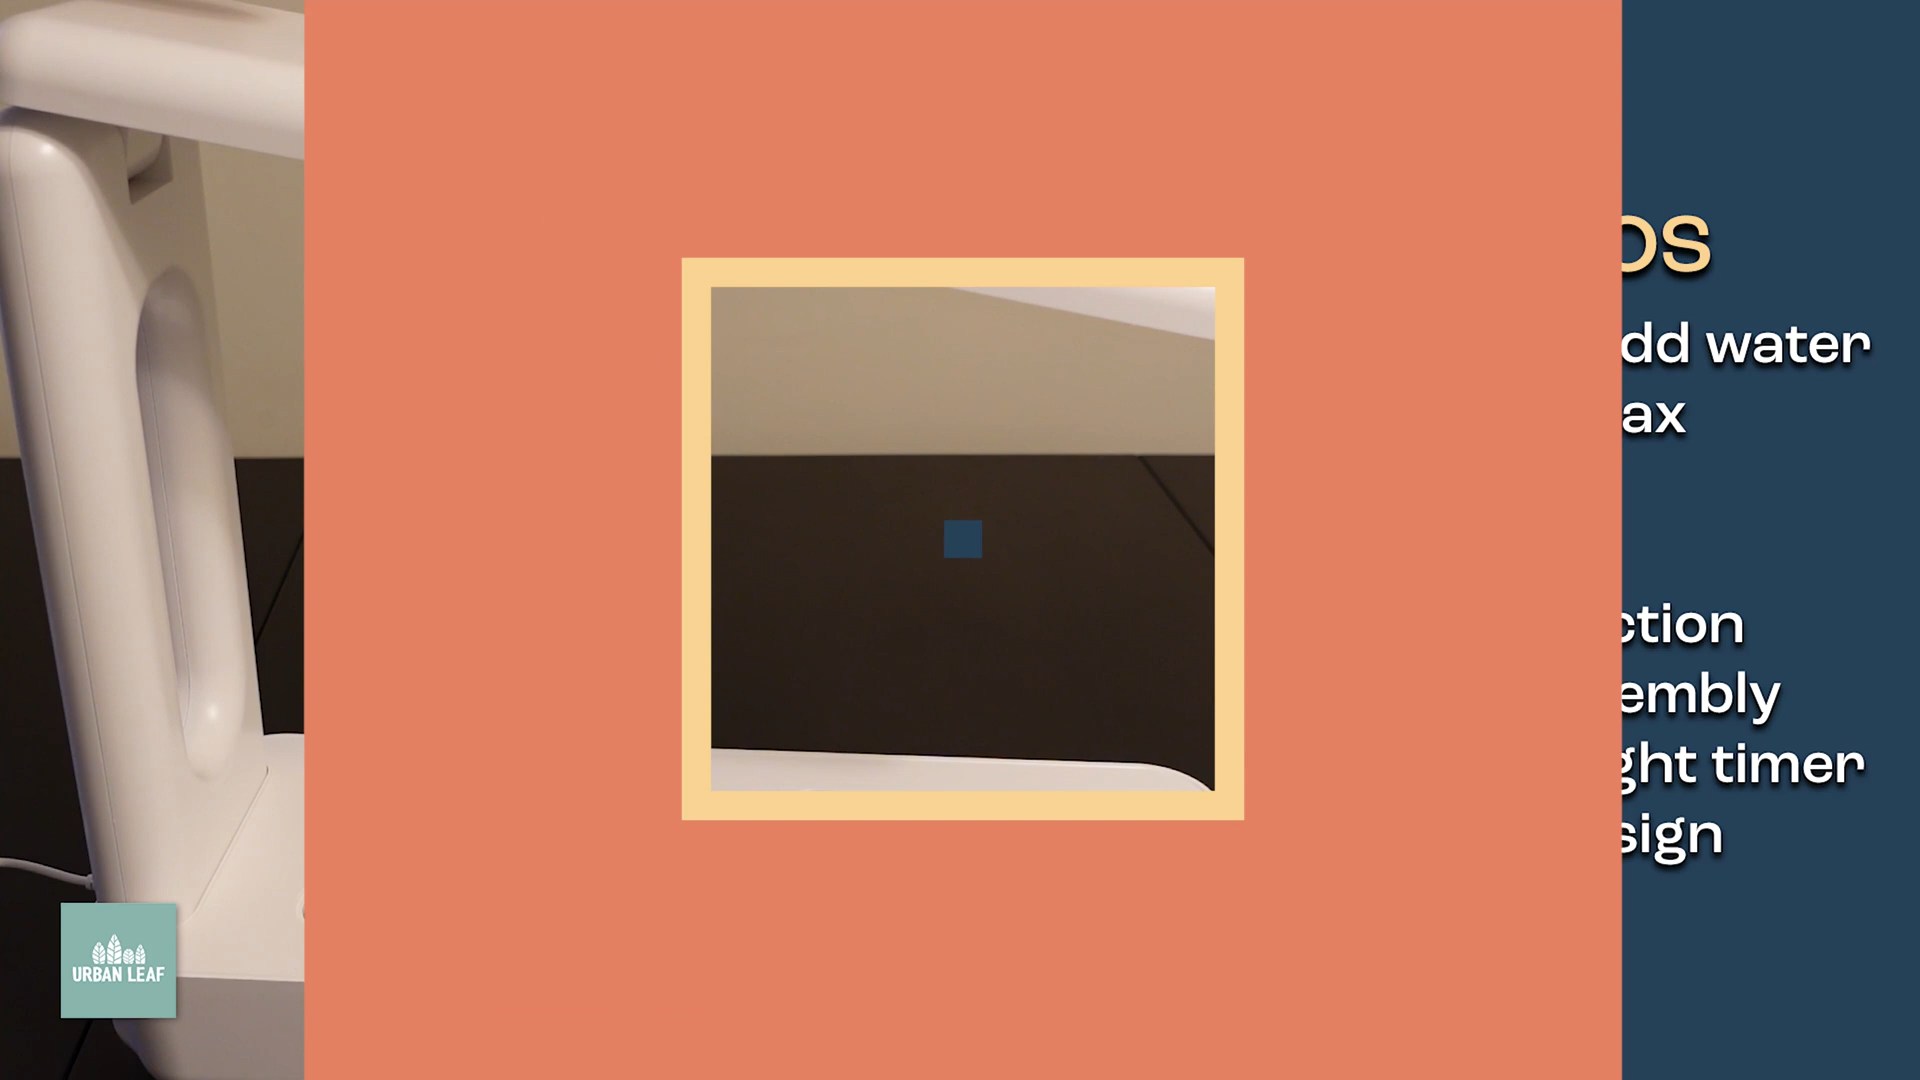 os
dd water
ax
ction
embly
ght timer
sign
URBAN LEAF